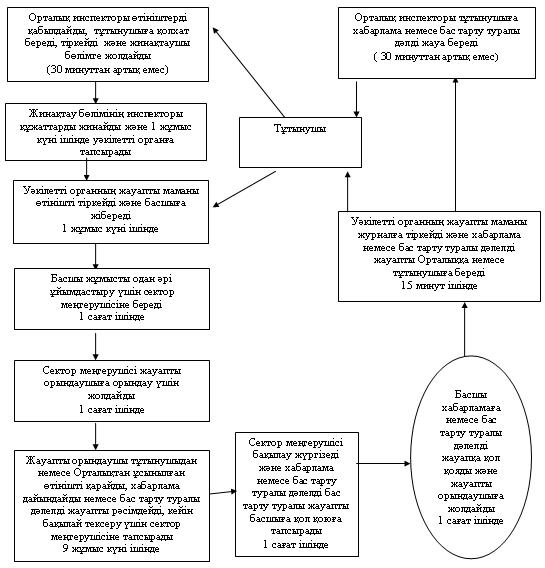 Орталық инспекторы өтініштерді
қабылдайды, тұтынушыға қолхат
береді, тіркейді және жинақтаушы
бөлімге жолдайды
(30 минуттан артық емес)
Орталық инспекторы тұтынушыға
хабарлама немесе бас тарту туралы
дәлді жауа береді
( 30 минуттан артық емес)
Жинақтау бөлімінің инспекторы
құжаттарды жинайды және 1 жұмыс
күні ішінде уәкілетті органға
тапсырады
Тұтынушы
Уәкілетті органның жауапты маманы
өтінішті тіркейді және басшыға
жібереді
1 жұмыс күні ішінде
Уәкілетті органның жауапты маманы
журналға тіркейді және хабарлама
немесе бас тарту туралы дәлелді
жауапты Орталыққа немесе
тұтынушыға береді
15 минут ішінде
Басшы жұмысты одан әрі
ұйымдастыру үшін сектор
меңгерушісіне береді
1 сағат ішінде
Сектор меңгерушісі жауапты
орындаушыға орындау үшін
жолдайды
1 сағат ішінде
Жауапты орындаушы тұтынушыдан
немесе Орталықтан ұсынылған
өтінішті қарайды, хабарлама
дайындайды немесе бас тарту туралы
дәлелді жауапты рәсімдейді, кейін
бақылай тексеру үшін сектор
меңгерушісіне тапсырады
9 жұмыс күні ішінде
Сектор меңгерушісі
бақылау жүргізеді
және хабарлама
немесе бас тарту
туралы дәлелді бас
тарту туралы жауапты
басшыға қол қоюға
тапсырады
1 сағат ішінде
Басшы
хабарламаға
немесе бас
тарту туралы
дәлелді
жауапқа қол
қояды және
жауапты
орындаушыға
жолдайды
1 сағат ішінде